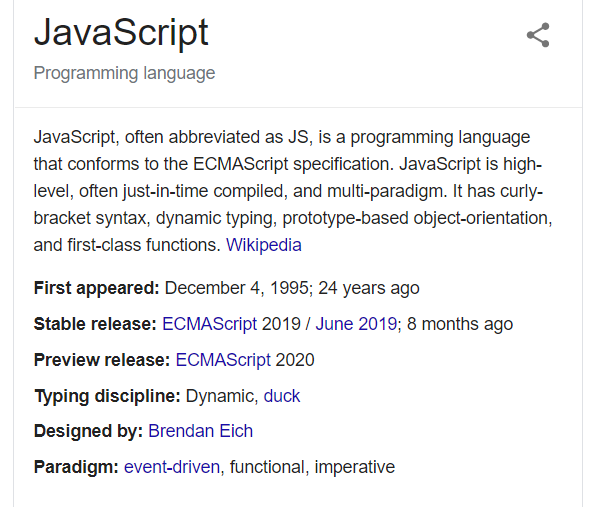 JavaScript
Programming language
JavaScript, often abbreviated as JS, is a programming language
that conforms to the ECMAScript specification. JavaScript is high-
level, often just-in-time compiled, and multi-paradigm. It has curly-
bracket syntax, dynamic typing, prototype-based object-orientation,
and first-class functions. Wikipedia
First appeared: December 4, 1995; 24 years ago
Stable release: ECMAScript 2019 / June 2019; 8 months ago
Preview release: ECMAScript 2020
Typing discipline: Dynamic, duck
Designed by: Brendan Eich
Paradigm: event-driven, functional, imperative